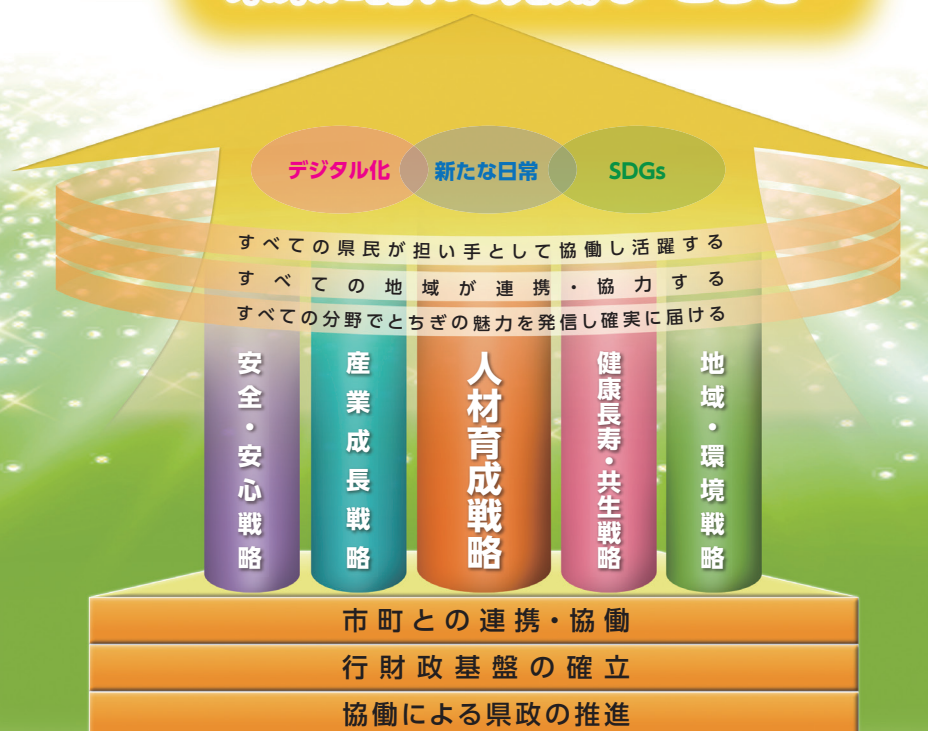 デジタル化
新たな日常
SDGs
すべての県民が担い手として協働し活躍する
すべての地域が連携・協力する
すべての分野でとちぎの魅力を発信し確実に届ける
安全・安心戦略
産業成長戦略
人材育成戦略
健康長寿・共生戦略
地域・環境戦略
市町との連携・協働
行財政基盤の確立
協働による県政の推進